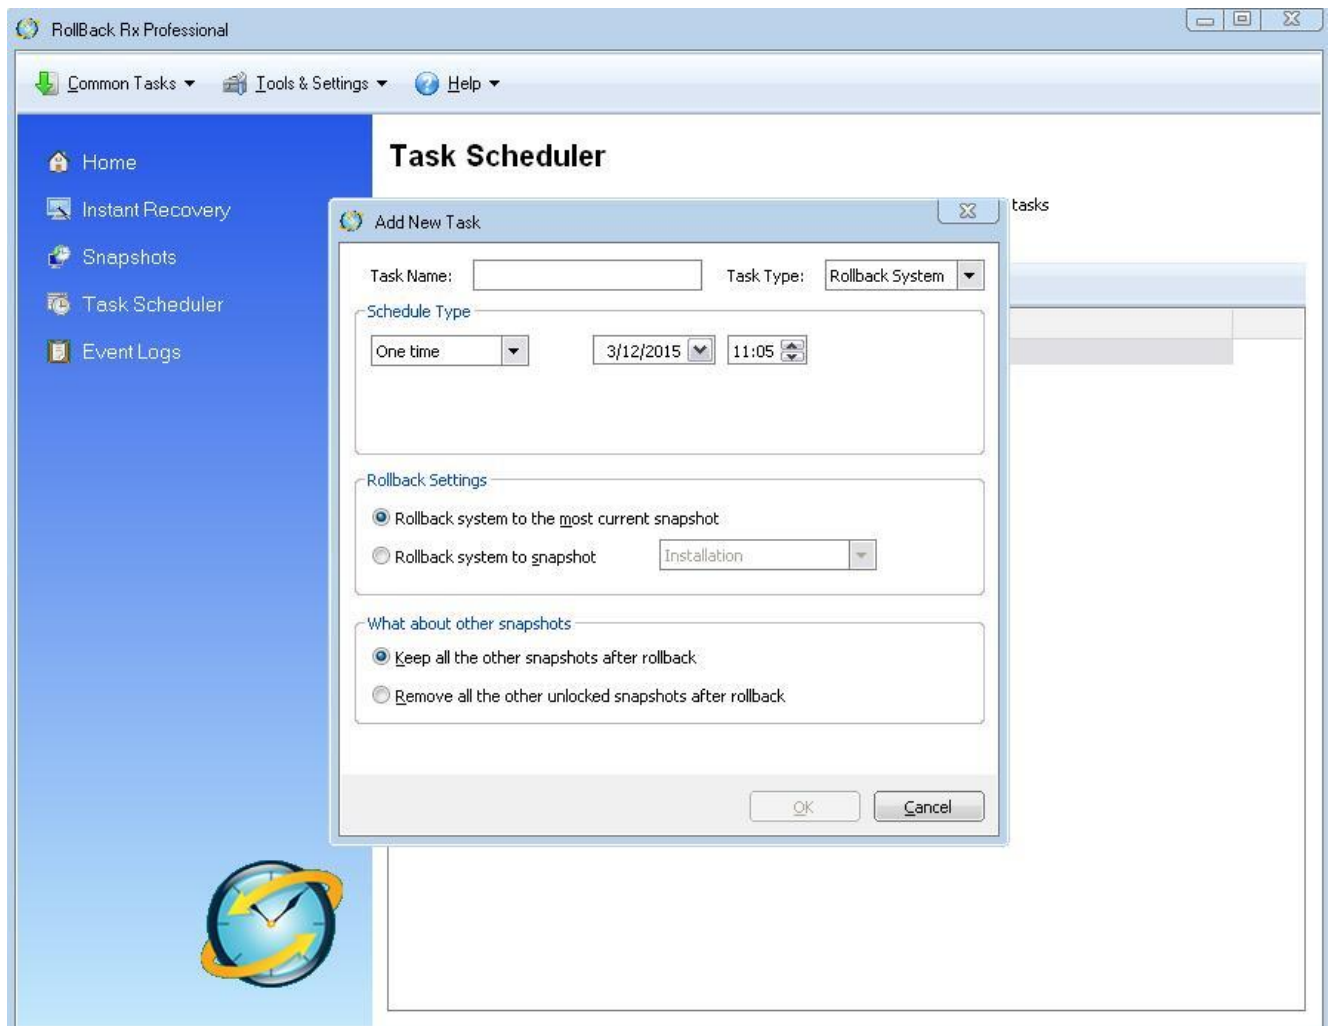 RollBack Rx Professional
Common Tasks Tools & Settings Help
Home
Instant Recovery
Snapshots
Task Scheduler
Event Logs
Task Scheduler
tasks
Add New Task
Task Name: Task Type: Rollback System
Schedule Type
One time 3/12/2015 11:05
Rollback Settings
Rollback system to the most current snapshot
Rollback system to snapshot Installation
What about other snapshots
Keep all the other snapshots after rollback
Remove all the other unlocked snapshots after rollback
OK Cancel